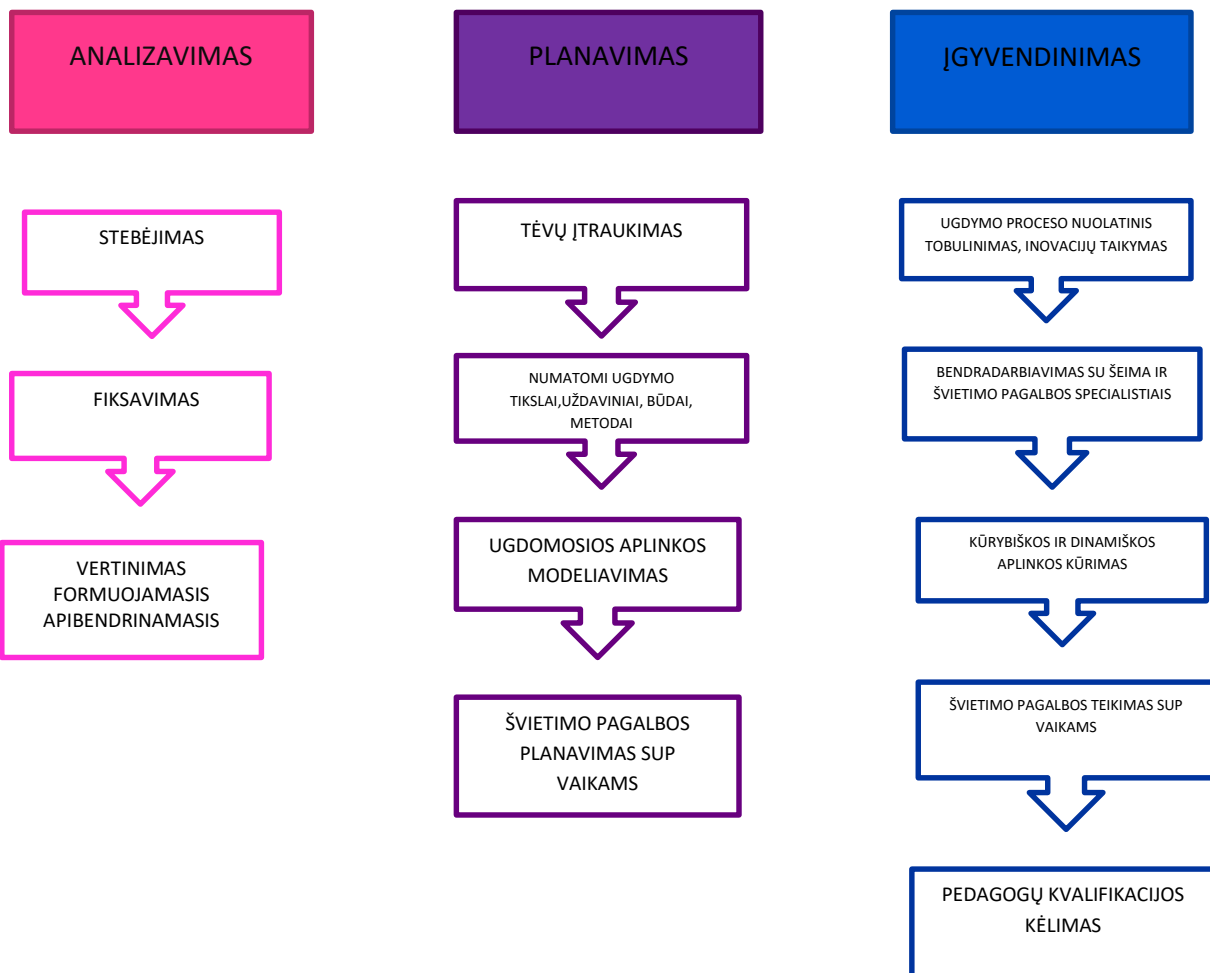 ANALIZAVIMAS
STEBĖJIMAS
FIKSAVIMAS
VERTINIMAS
FORMUOJAMASIS
APIBENDRINAMASIS
PLANAVIMAS
TĖVŲ ĮTRAUKIMAS
NUMATOMI UGDYMO
TIKSLAI,UŽDAVINIAI, BŪDAI,
METODAI
UGDOMOSIOS APLINKOS
MODELIAVIMAS
ŠVIETIMO PAGALBOS
PLANAVIMAS SUP
VAIKAMS
ĮGYVENDINIMAS
UGDYMO PROCESO NUOLATINIS
TOBULINIMAS, INOVACIJŲ TAIKYMAS
BENDRADARBIAVIMAS SU ŠEIMA IR
ŠVIETIMO PAGALBOS SPECIALISTIAIS
KŪRYBIŠKOS IR DINAMIŠKOS
APLINKOS KŪRIMAS
ŠVIETIMO PAGALBOS TEIKIMAS SUP
VAIKAMS
PEDAGOGŲ KVALIFIKACIJOS
KĖLIMAS